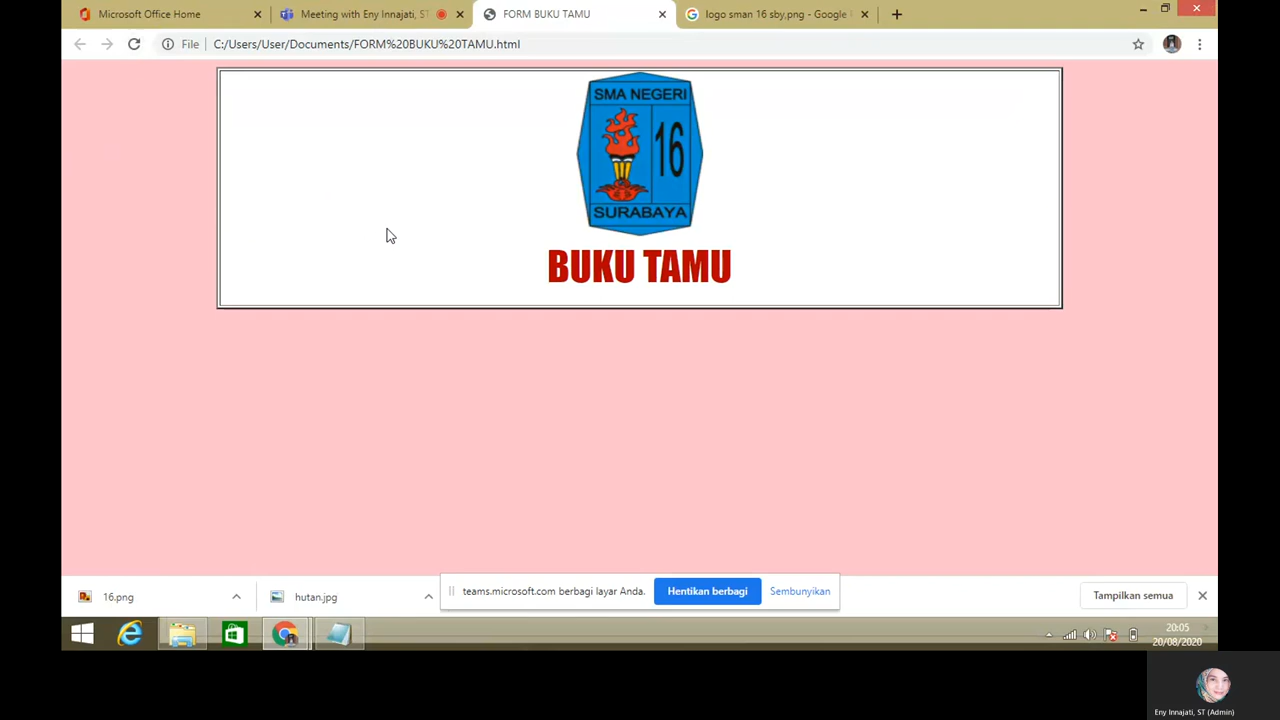 Microsoft Office Home
Meeting with Eny Innajati, ST
FORM BUKU TAMU
logo sman 16 sby,png - Google
File
C:/Users/User/Documents/FORM%20BUKU%20TAMU.html
SMA NEGERI
16
SURABAYA
BUKU TAMU
16.png
hutan.jpg
teams.microsoft.com berbagi layar Anda.
Hentikan berbagi
Sembunyikan
Tampilkan semua
20:05
20/08/2020
Eny Innajati, ST (Admin)